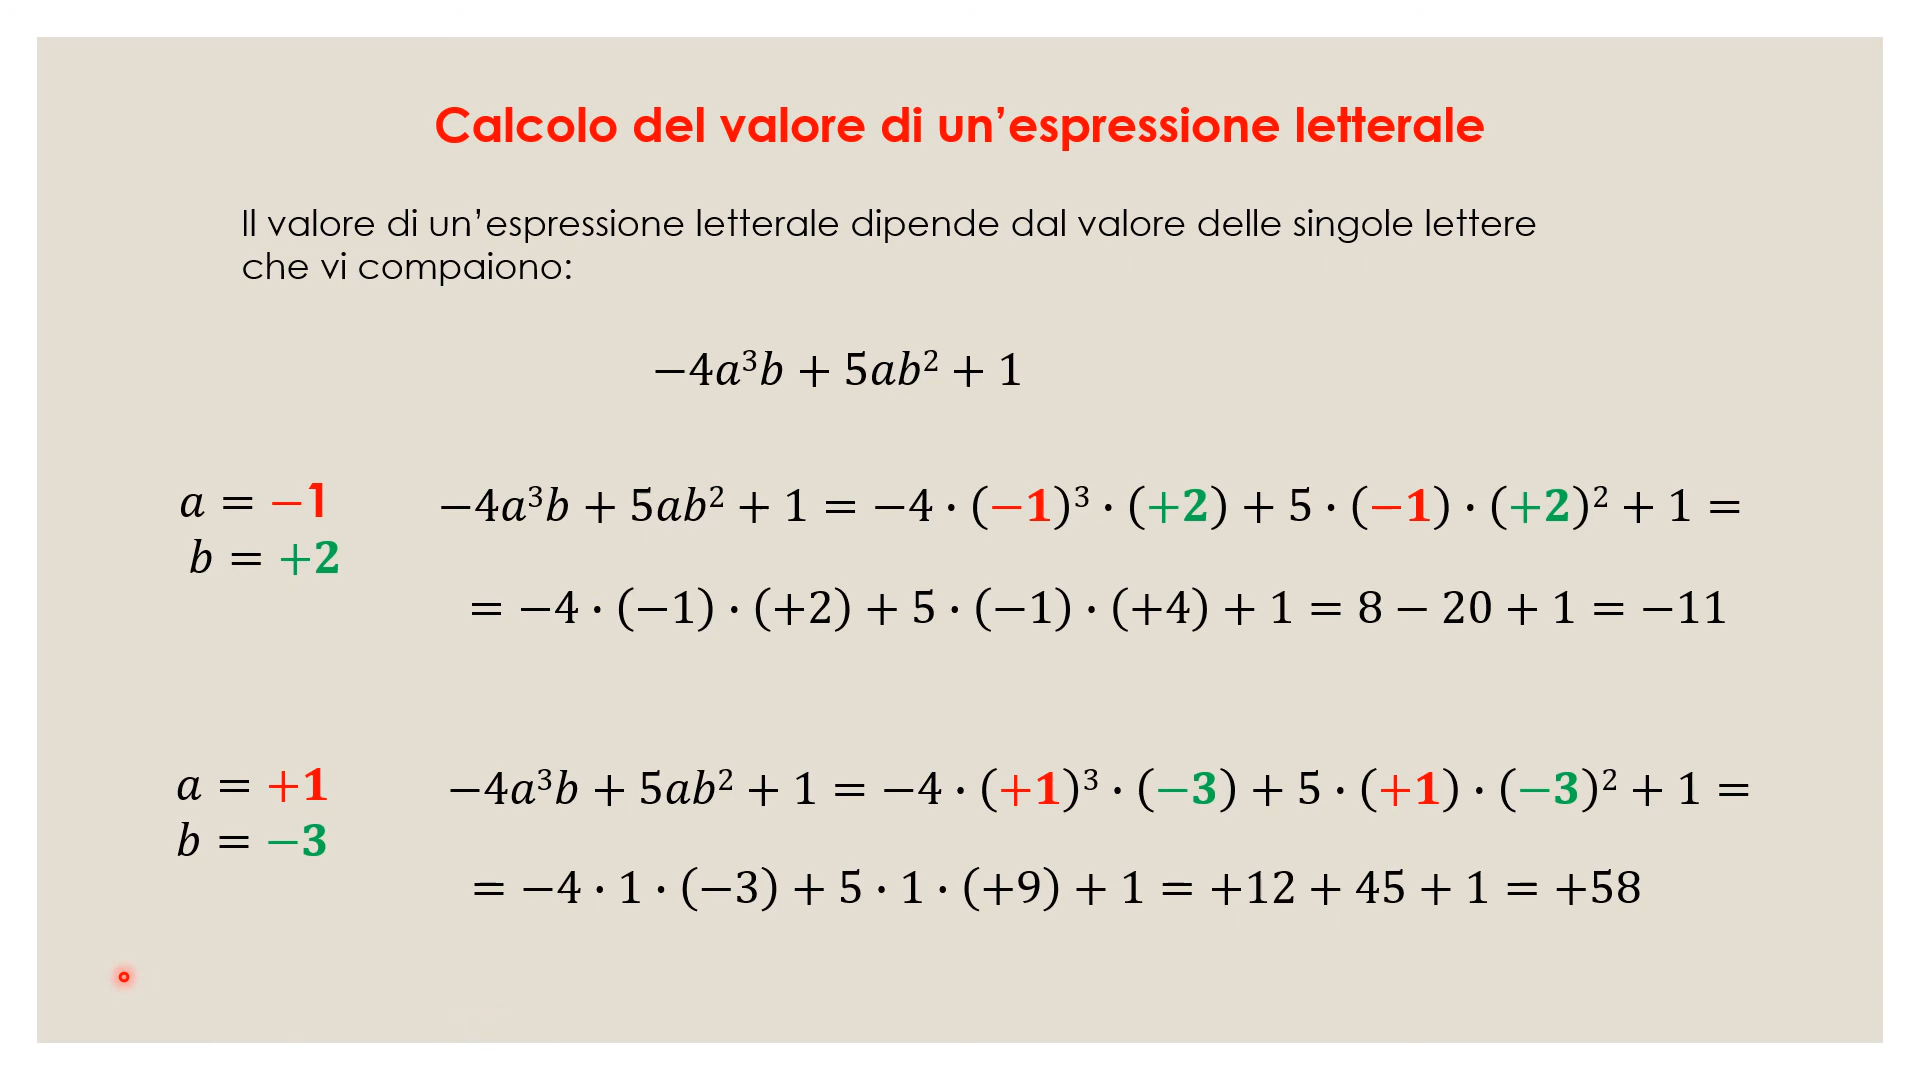 Calcolo del valore di un’espressione letterale
Il valore di un’espressione letterale dipende dal valore delle singole lettere
che vi compaiono:
−4a³b + 5ab² + 1
a = −1
b = +2
−4a³b + 5ab² + 1 = −4 · (−1)³ · (+2) + 5 · (−1) · (+2)² + 1 =
= −4 · (−1) · (+2) + 5 · (−1) · (+4) + 1 = 8 − 20 + 1 = −11
a = +1
b = −3
−4a³b + 5ab² + 1 = −4 · (+1)³ · (−3) + 5 · (+1) · (−3)² + 1 =
= −4 · 1 · (−3) + 5 · 1 · (+9) + 1 = +12 + 45 + 1 = +58